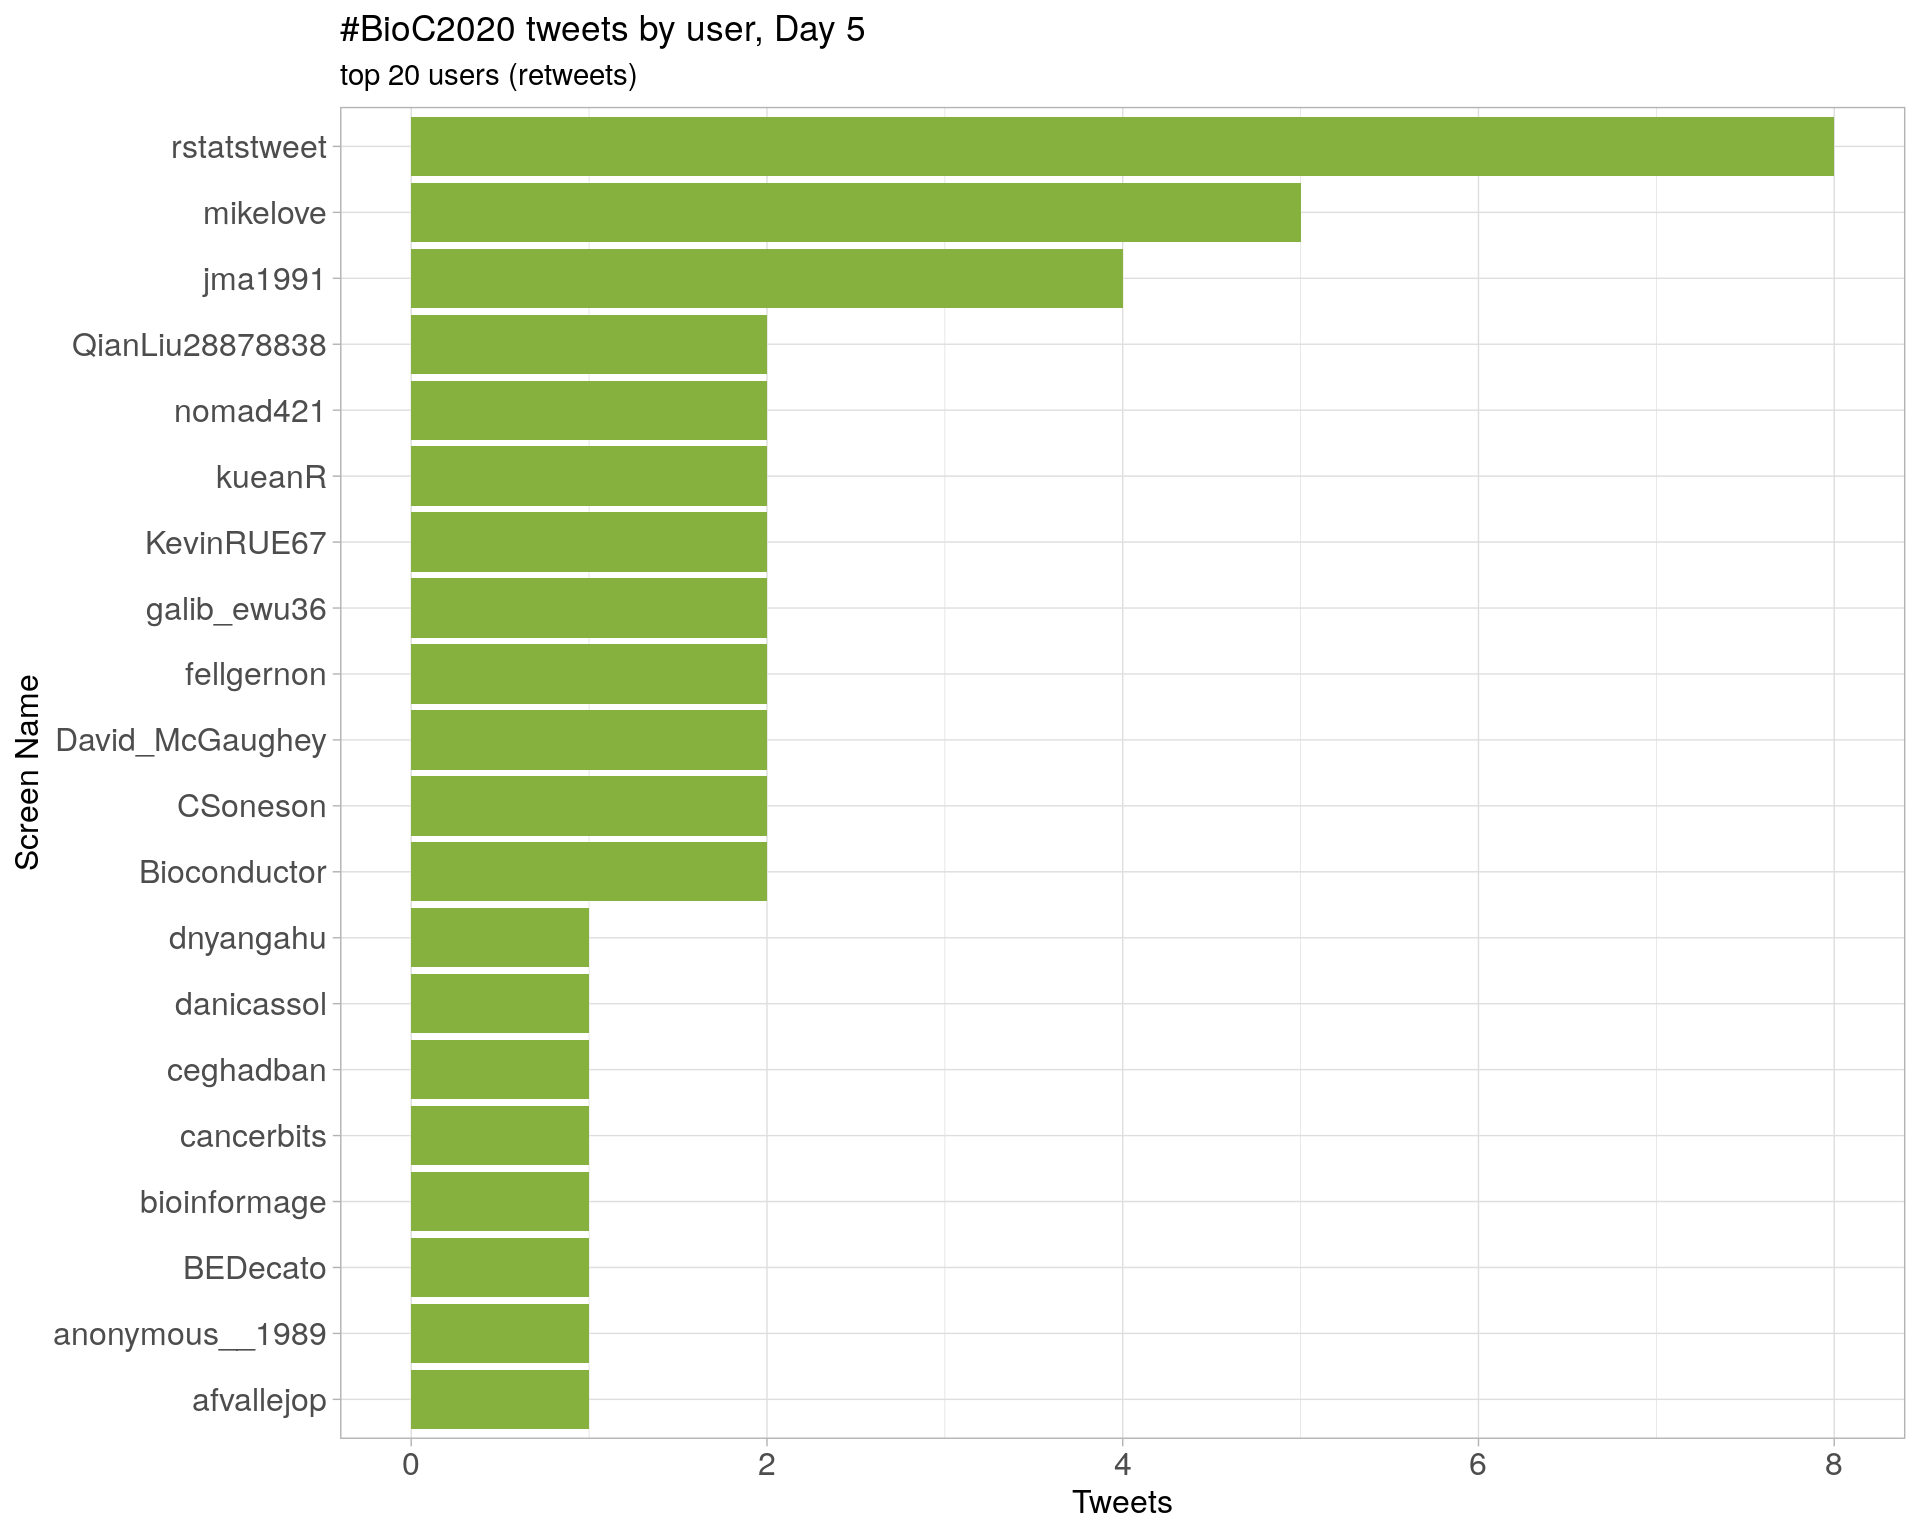 #BioC2020 tweets by user, Day 5
top 20 users (retweets)
rstatstweet
mikelove
jma1991
QianLiu28878838
nomad421
kueanR
KevinRUE67
galib_ewu36
fellgernon
David_McGaughey
CSoneson
Bioconductor
dnyangahu
danicassol
ceghadban
cancerbits
bioinformage
BEDecato
anonymous__1989
afvallejop
Screen Name
0 2 4 6 8
Tweets